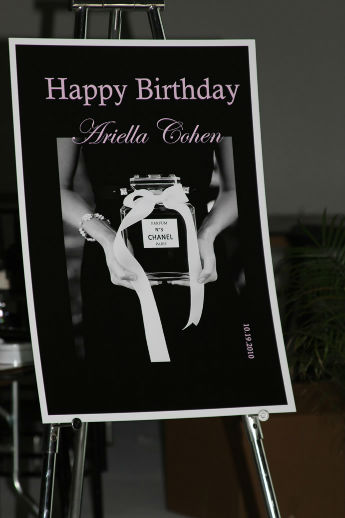 Happy Birthday
Ariella Cohen
PARFUM
N°5
CHANEL
PARIS
10.19.2010